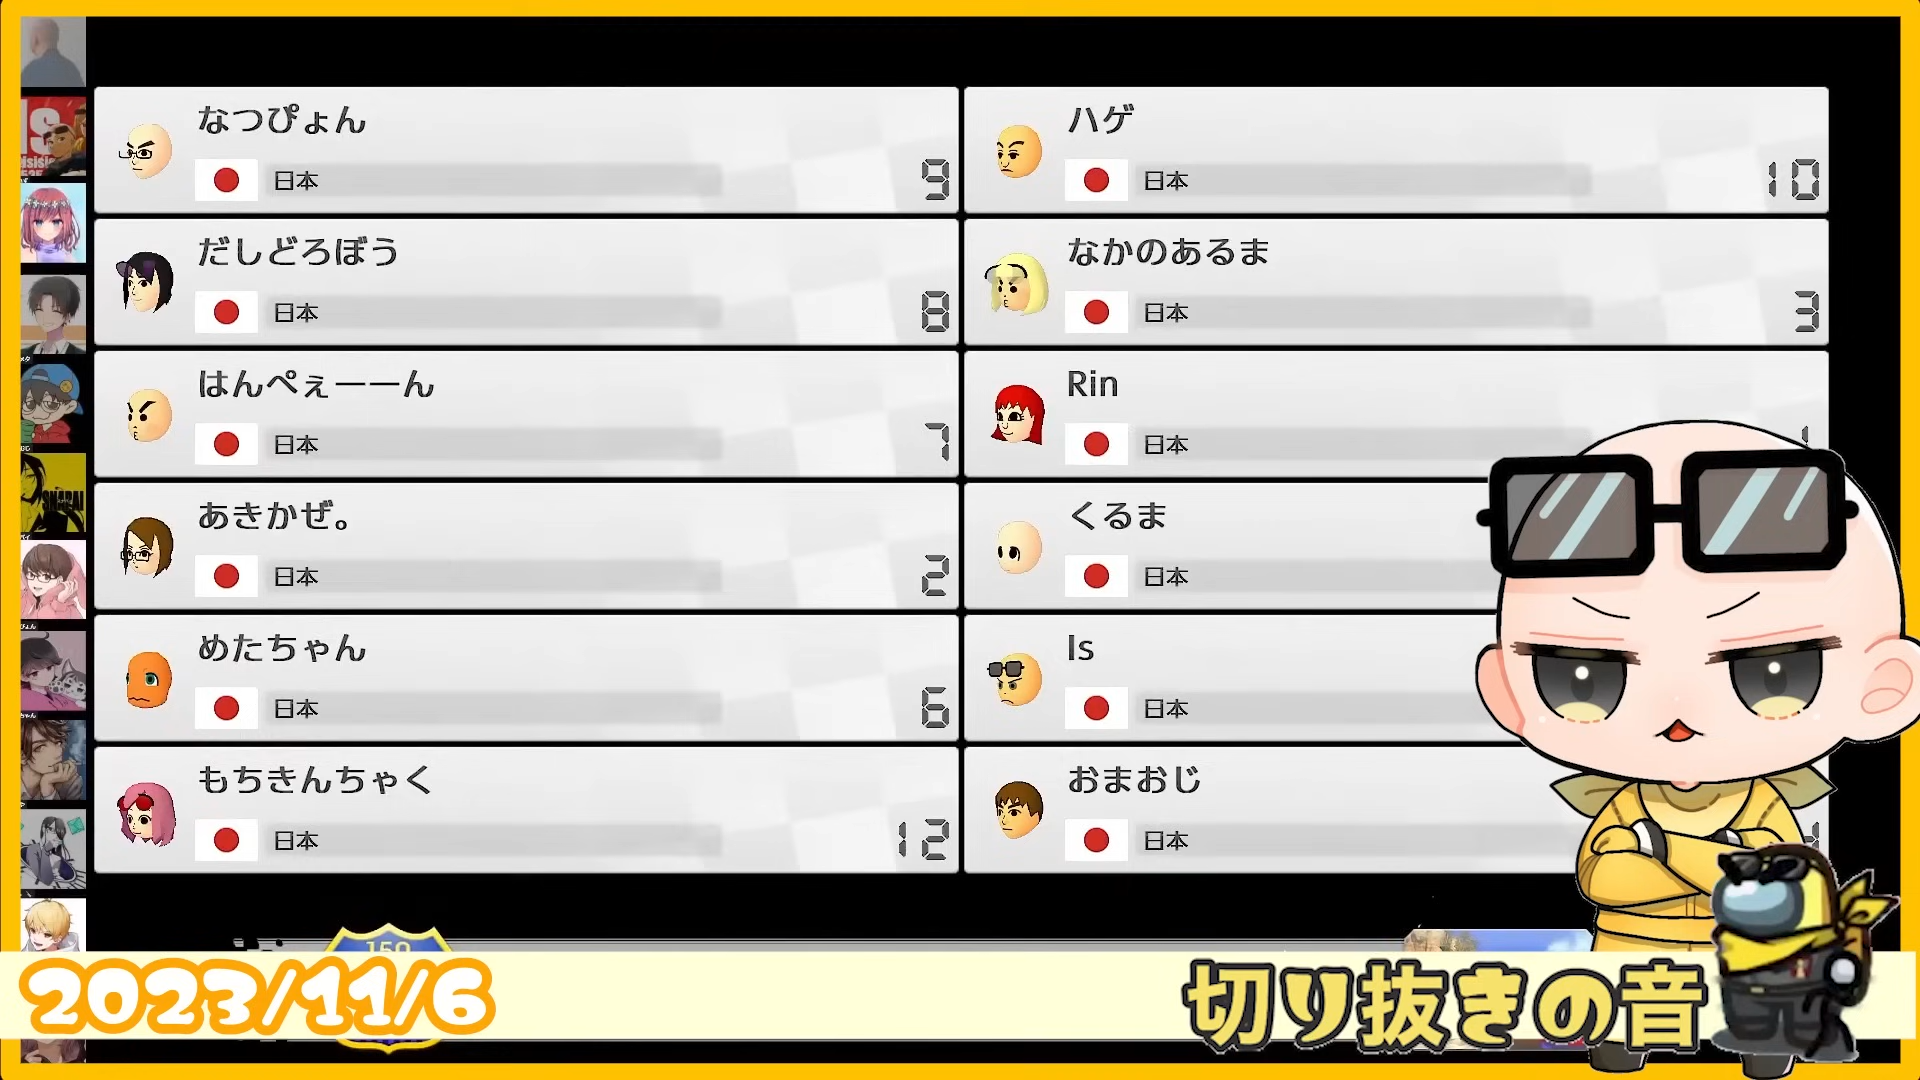 なつぴょん
日本
9
ハゲ
日本
10
だしどろぼう
日本
8
なかのあるま
日本
3
はんぺぇーーん
日本
7
Rin
日本
あきかぜ。
日本
2
くるま
日本
めたちゃん
日本
6
Is
日本
もちきんちゃく
日本
12
おまおじ
日本
150
2023/11/6
切り抜きの音